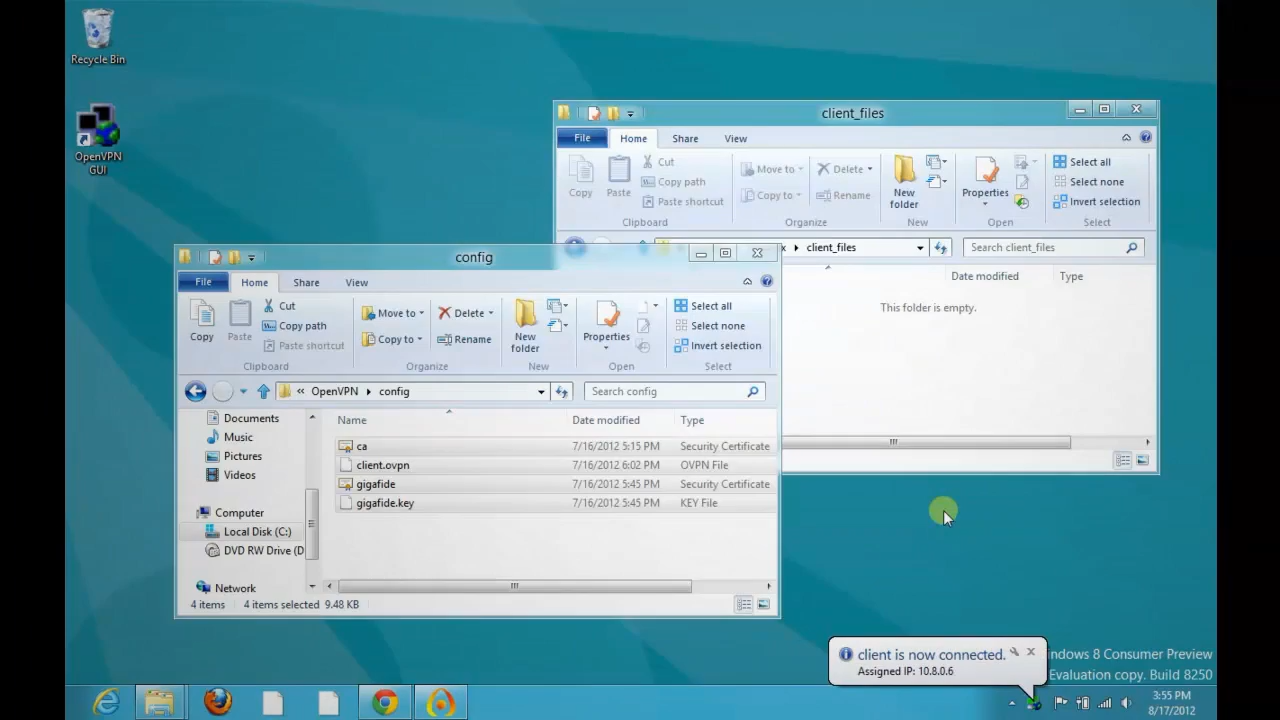 Recycle Bin
OpenVPN
GUI
client_files
File Home Share View
Copy
Paste
Cut
Copy path
Paste shortcut
Clipboard
Move to
Copy to
Delete
Rename
Organize
New
folder
New
Properties
Open
Select all
Select none
Invert selection
Select
client_files
Search client_files
Date modified Type
This folder is empty.
config
File Home Share View
Copy
Paste
Cut
Copy path
Paste shortcut
Clipboard
Move to
Copy to
Delete
Rename
Organize
New
folder
New
Properties
Open
Select all
Select none
Invert selection
Select
« OpenVPN config
Search config
Documents
Music
Pictures
Videos
Computer
Local Disk (C:)
DVD RW Drive (D
Network
Name Date modified Type
ca 7/16/2012 5:15 PM Security Certificate
client.ovpn 7/16/2012 6:02 PM OVPN File
gigafide 7/16/2012 5:45 PM Security Certificate
gigafide.key 7/16/2012 5:45 PM KEY File
4 items 4 items selected 9.48 KB
client is now connected.
Assigned IP: 10.8.0.6
indows 8 Consumer Preview
Evaluation copy. Build 8250
3:55 PM
8/17/2012